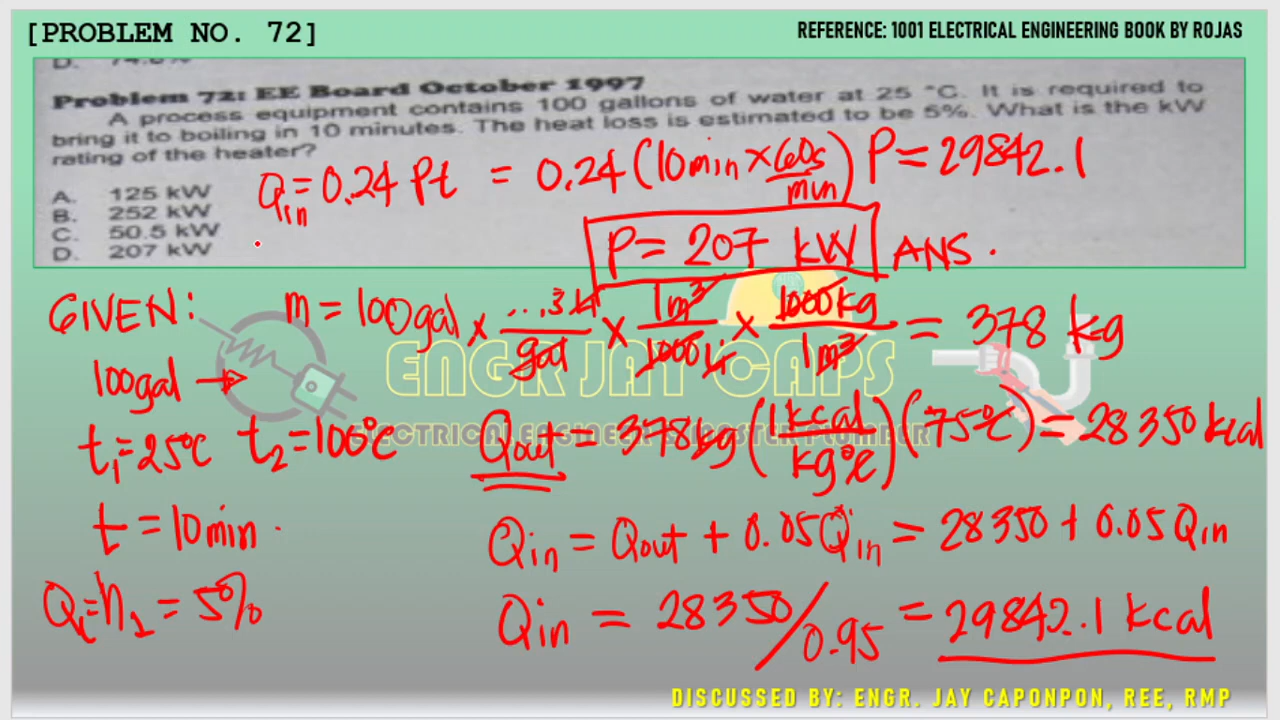 [PROBLEM NO. 72]
REFERENCE: 1001 ELECTRICAL ENGINEERING BOOK BY ROJAS
D. 74.8%
Problem 72: EE Board October 1997
A process equipment contains 100 gallons of water at 25 °C. It is required to
bring it to boiling in 10 minutes. The heat loss is estimated to be 5%. What is the kW
rating of the heater?
A. 125 kW
B. 252 kW
C. 50.5 kW
D. 207 kW
Qin = 0.24 Pt = 0.24 (10min × 60s/min) P = 29842.1
P = 207 kW ANS.
GIVEN:
m = 100gal × /gal × 1m³/1000 × 1000kg/1m³ = 378 kg
100gal →
t₁ = 25°C t₂ = 100°C
Qout = 378kg (1kcal/kg°C) (75°C) = 28350 kcal
t = 10min.
Qin = Qout + 0.05Qin = 28350 + 0.05Qin
= 5%
Qin = 28350/0.95 = 29842.1 kcal
ENGR JAY CAPS
DISCUSSED BY: ENGR. JAY CAPONPON, REE, RMP